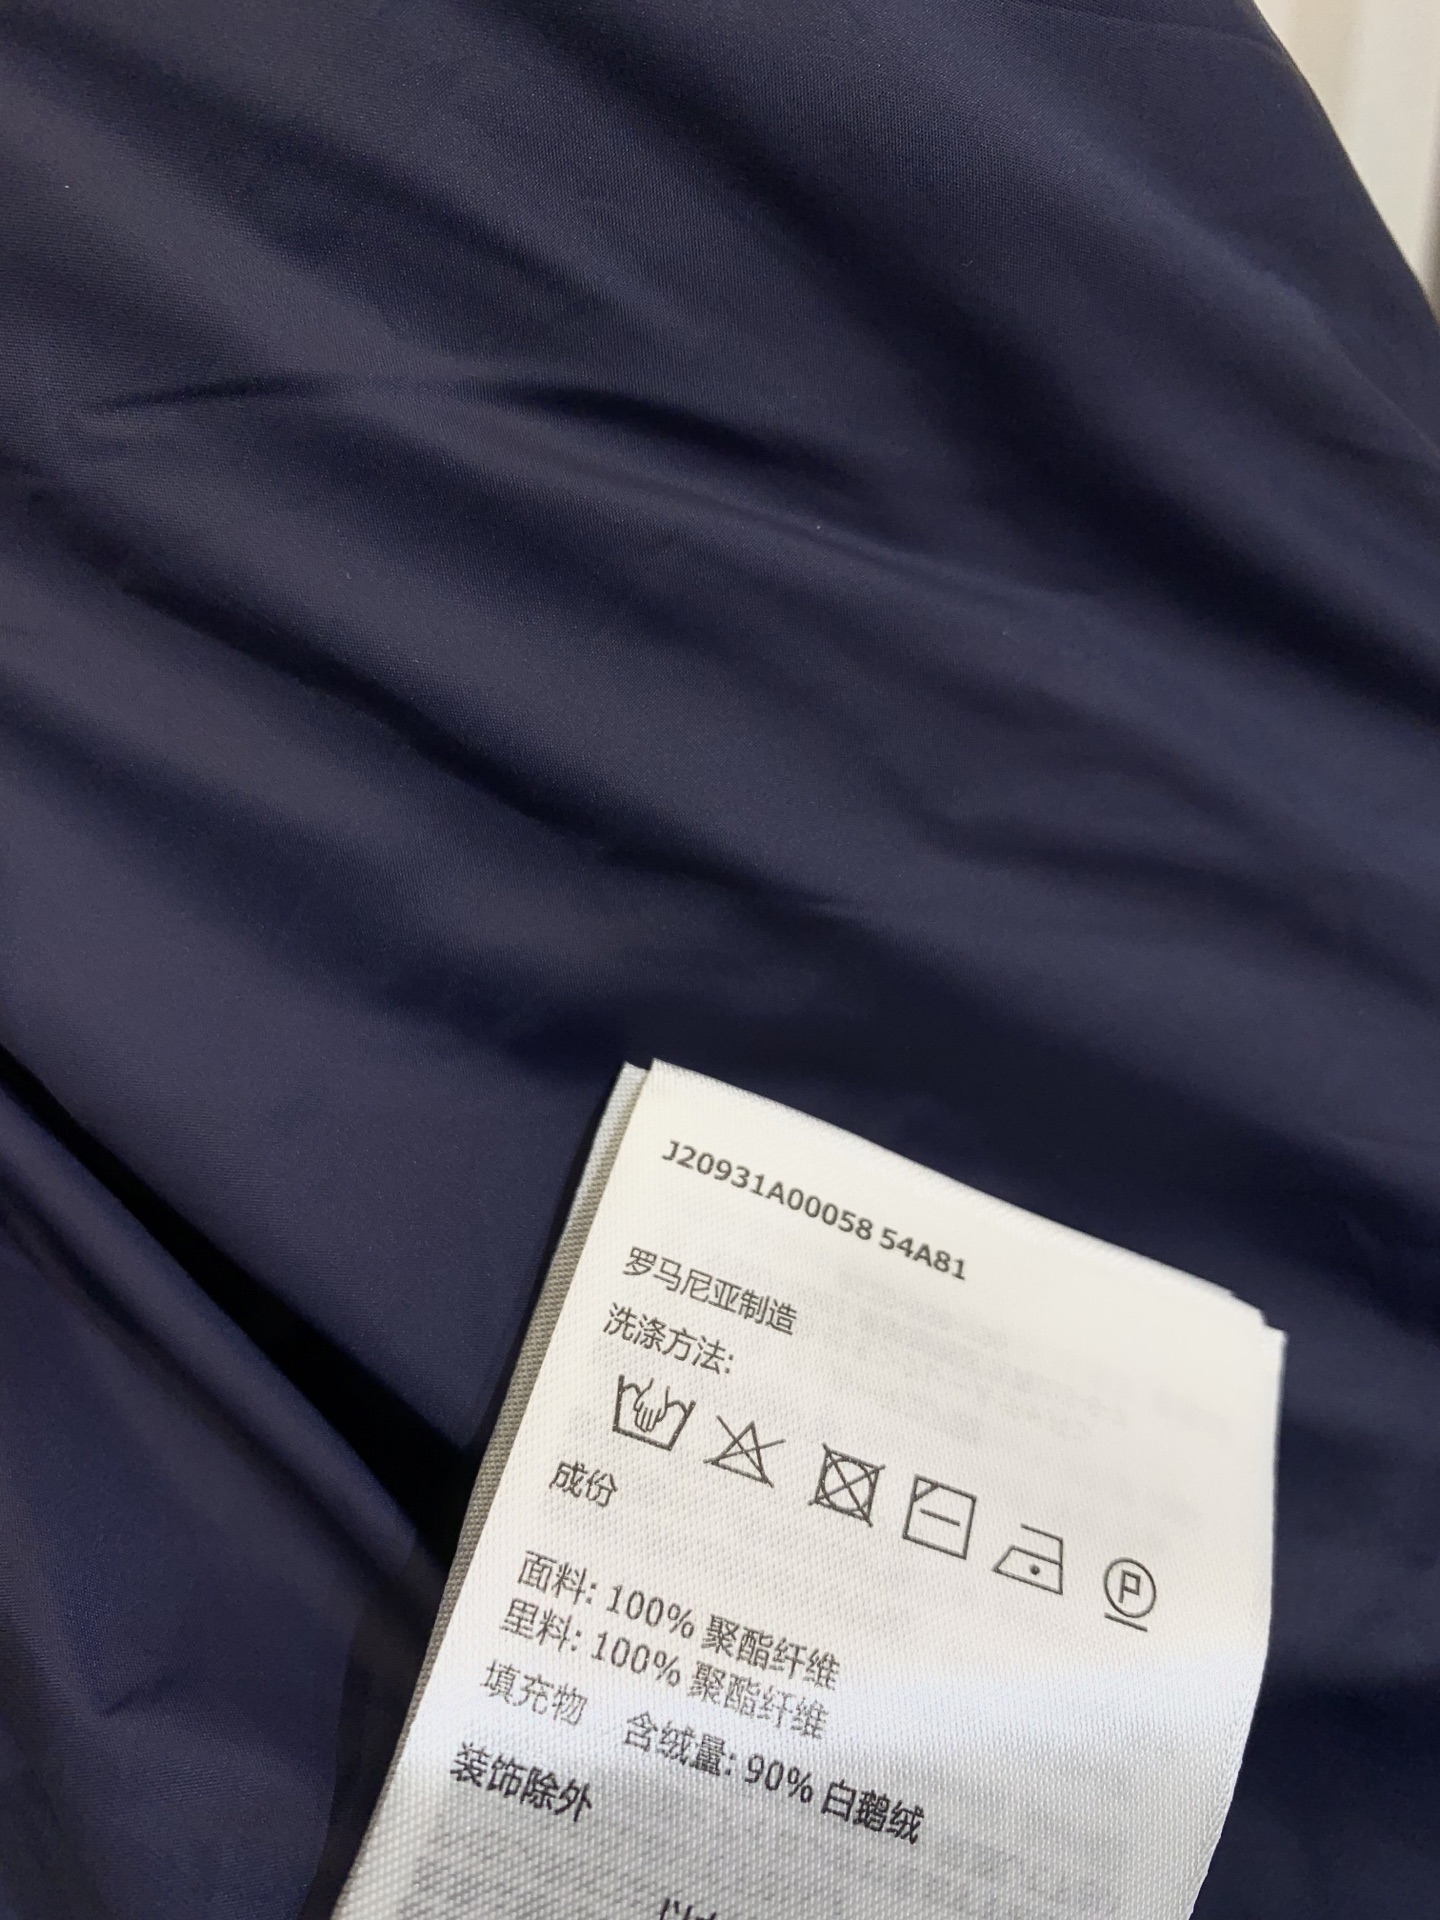 J20931A00058 54A81
罗马尼亚制造
洗涤方法:
P
成份
面料: 100% 聚酯纤维
里料: 100% 聚酯纤维
填充物 含绒量: 90% 白鹅绒
装饰除外